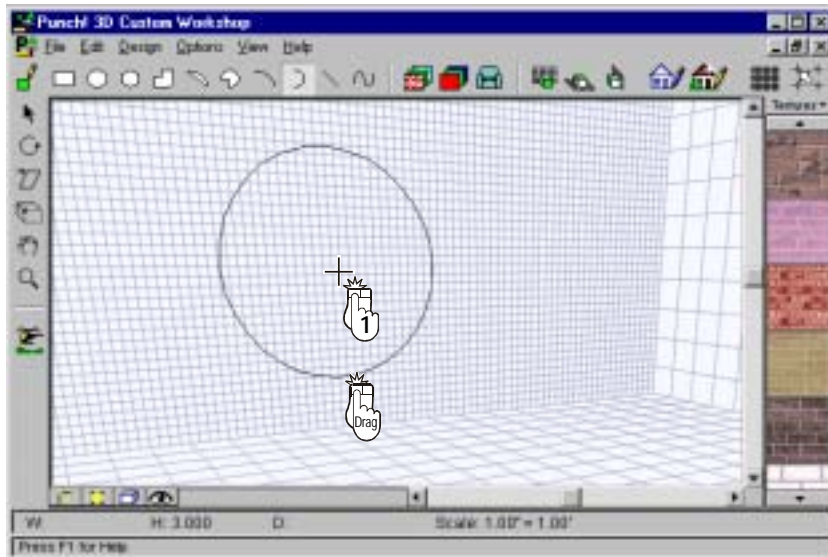 Punch! 3D Custom Workshop
File Edit Design Options View Help
Textures
1
Drag
W: H: 3.000 D: Scale: 1.00" = 1.00'
Press F1 for Help